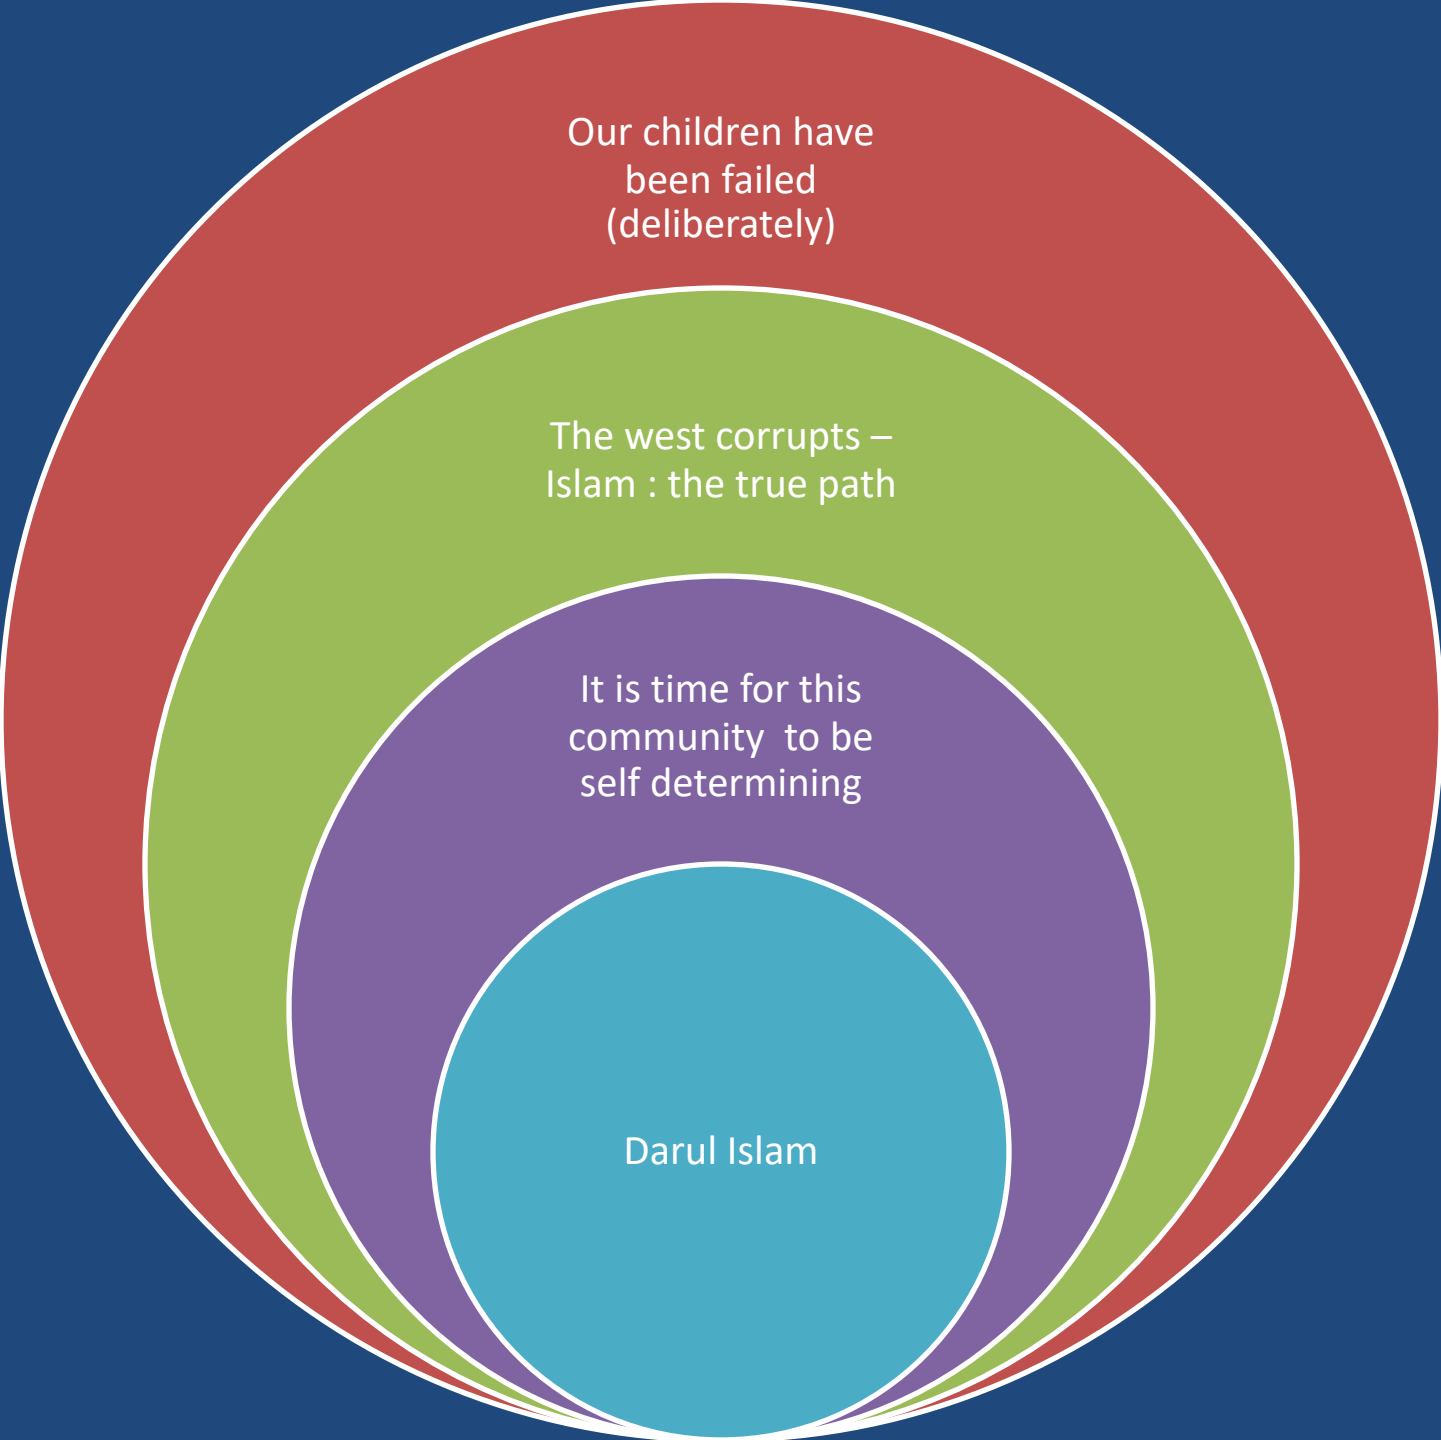 Our children have
been failed
(deliberately)
The west corrupts –
Islam : the true path
It is time for this
community  to be
self determining
Darul Islam